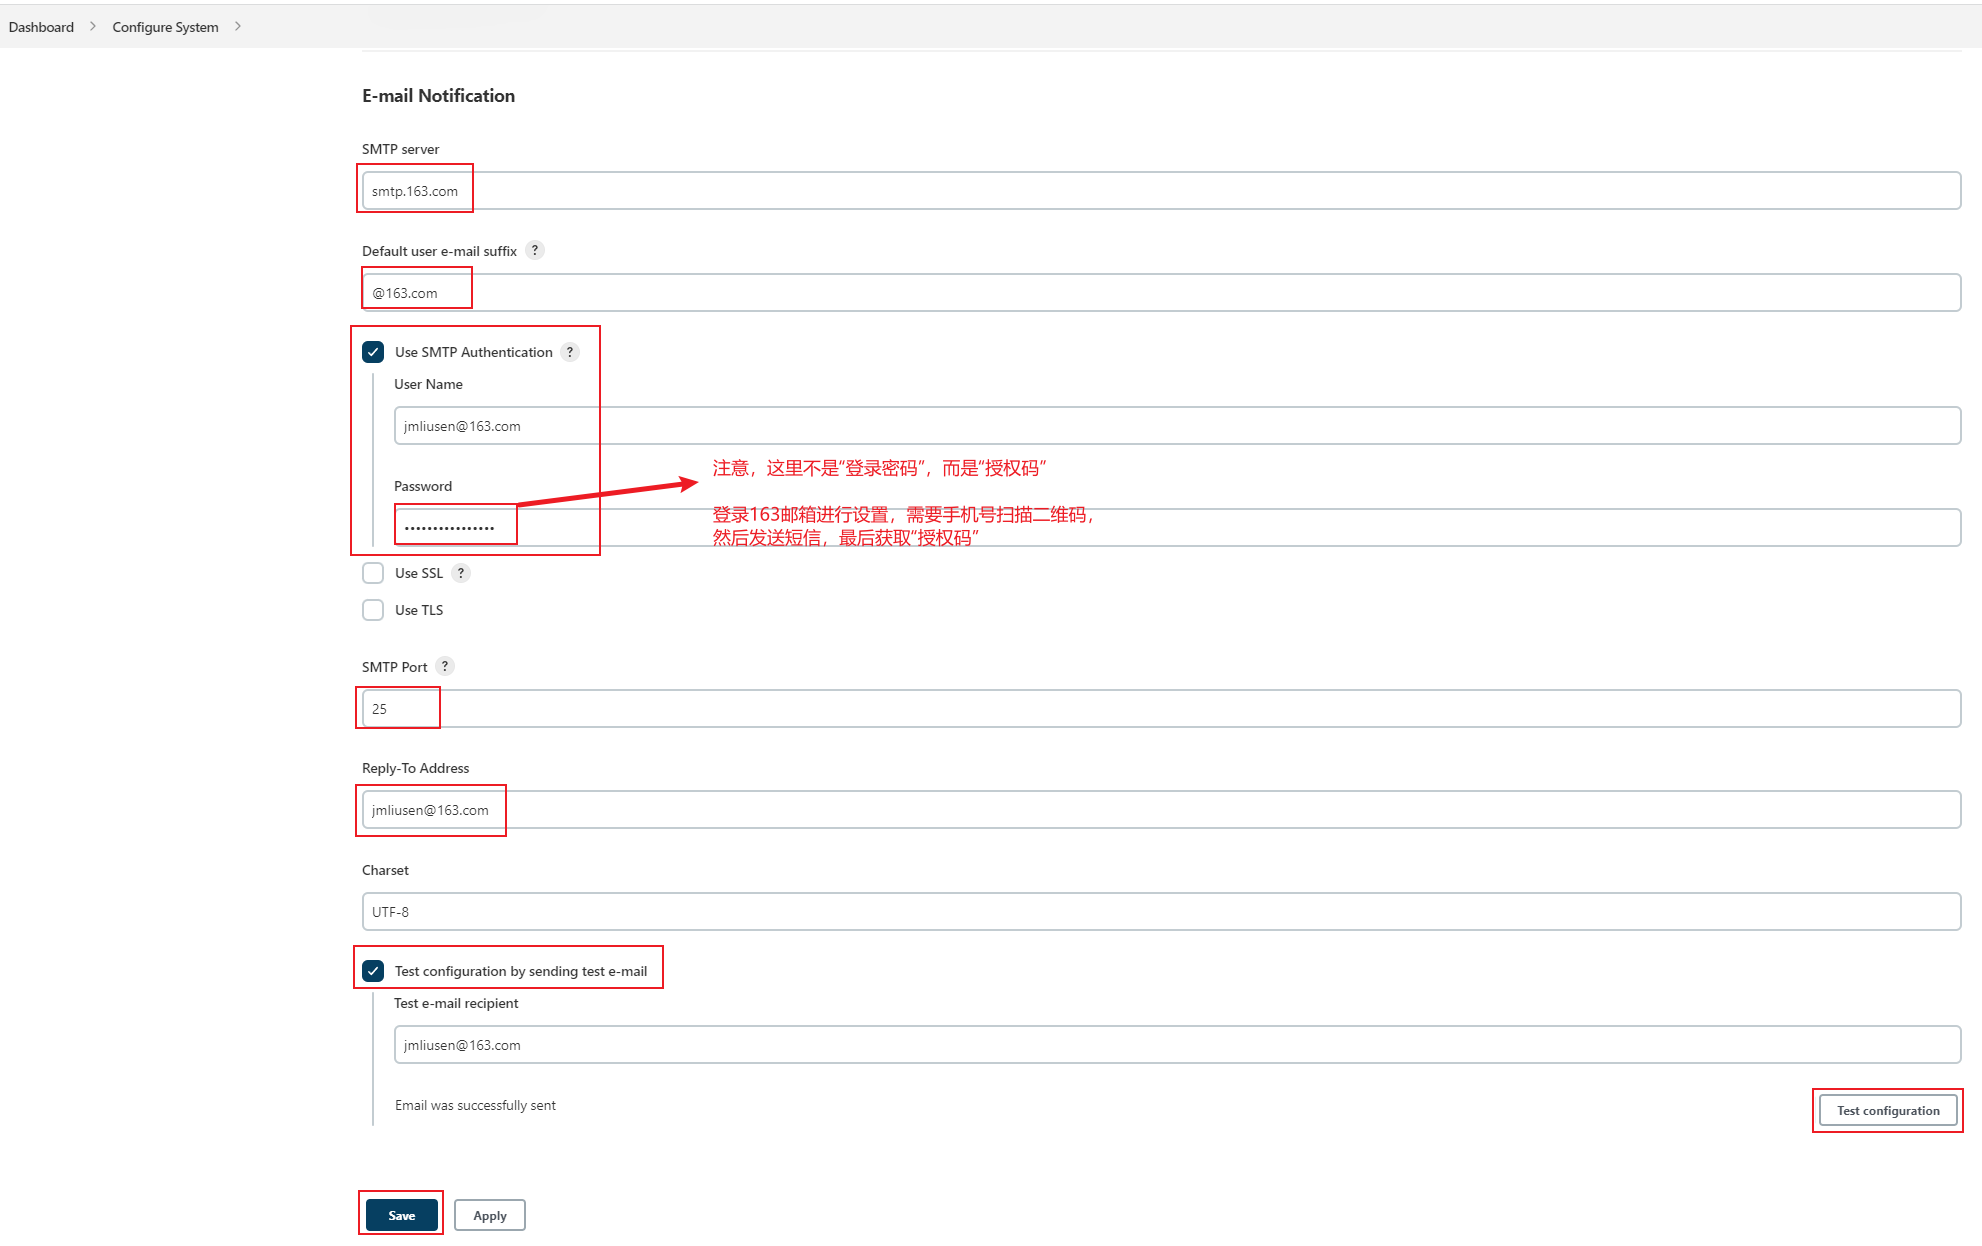 Dashboard > Configure System >
E-mail Notification
SMTP server
smtp.163.com
Default user e-mail suffix ?
@163.com
Use SMTP Authentication ?
User Name
jmliusen@163.com
注意，这里不是“登录密码”，而是“授权码”
Password
••••••••••••••••
登录163邮箱进行设置，需要手机号扫描二维码，
然后发送短信，最后获取“授权码”
Use SSL ?
Use TLS
SMTP Port ?
25
Reply-To Address
jmliusen@163.com
Charset
UTF-8
Test configuration by sending test e-mail
Test e-mail recipient
jmliusen@163.com
Email was successfully sent
Test configuration
Save Apply